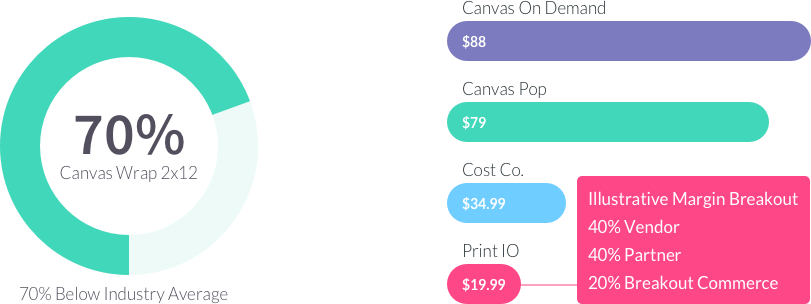 70%
Canvas Wrap 2x12
70% Below Industry Average
Canvas On Demand
$88
Canvas Pop
$79
Cost Co.
$34.99
Print IO
$19.99
Illustrative Margin Breakout
40% Vendor
40% Partner
20% Breakout Commerce